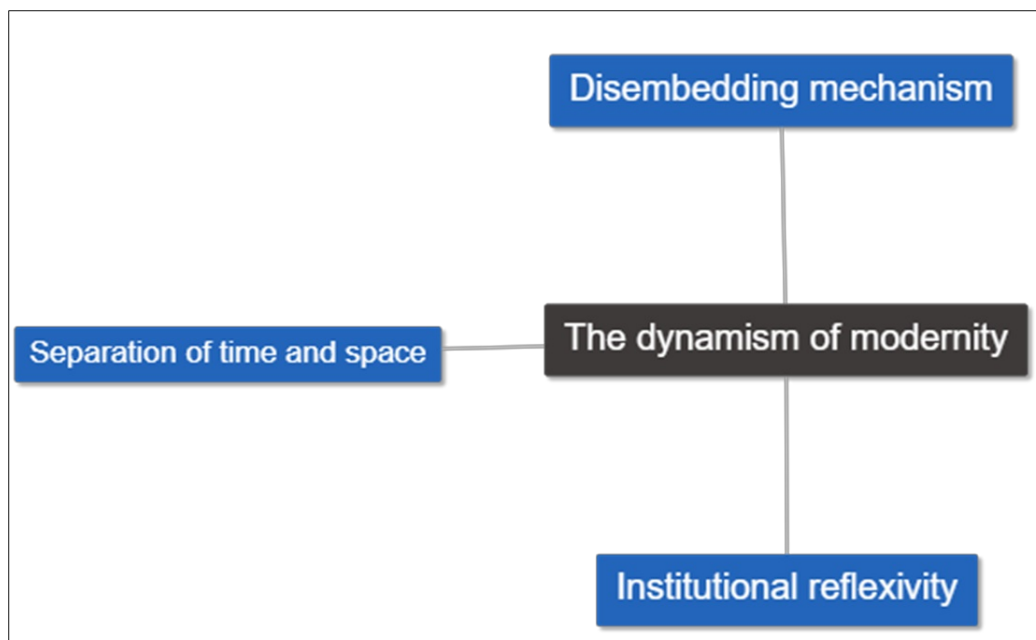 Disembedding mechanism
The dynamism of modernity
Separation of time and space
Institutional reflexivity